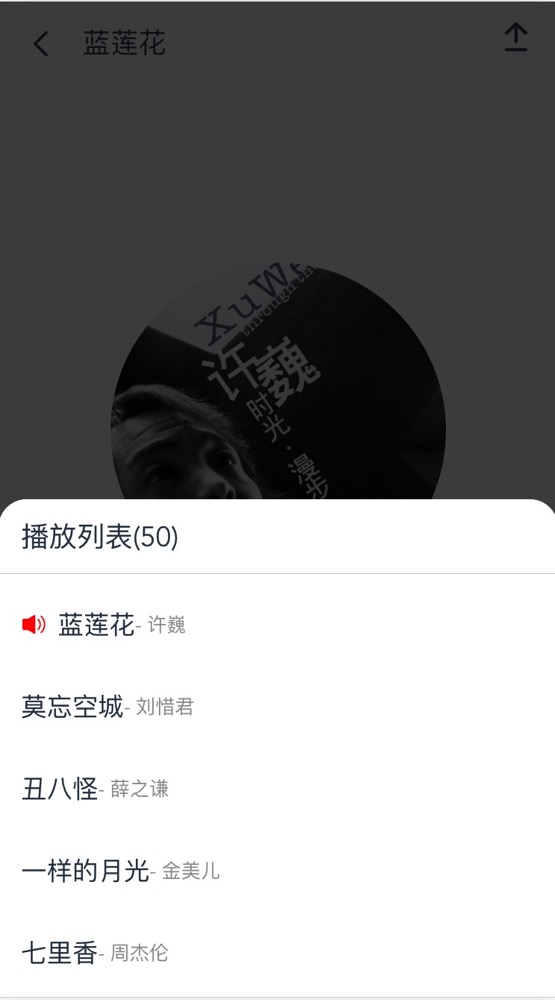 蓝莲花
XuWe
through th
许巍
时光·漫步
播放列表(50)
蓝莲花- 许巍
莫忘空城- 刘惜君
丑八怪- 薛之谦
一样的月光- 金美儿
七里香- 周杰伦